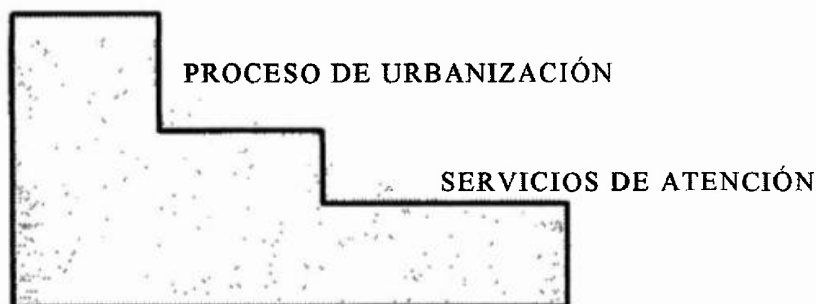 PROCESO DE URBANIZACIÓN
SERVICIOS DE ATENCIÓN